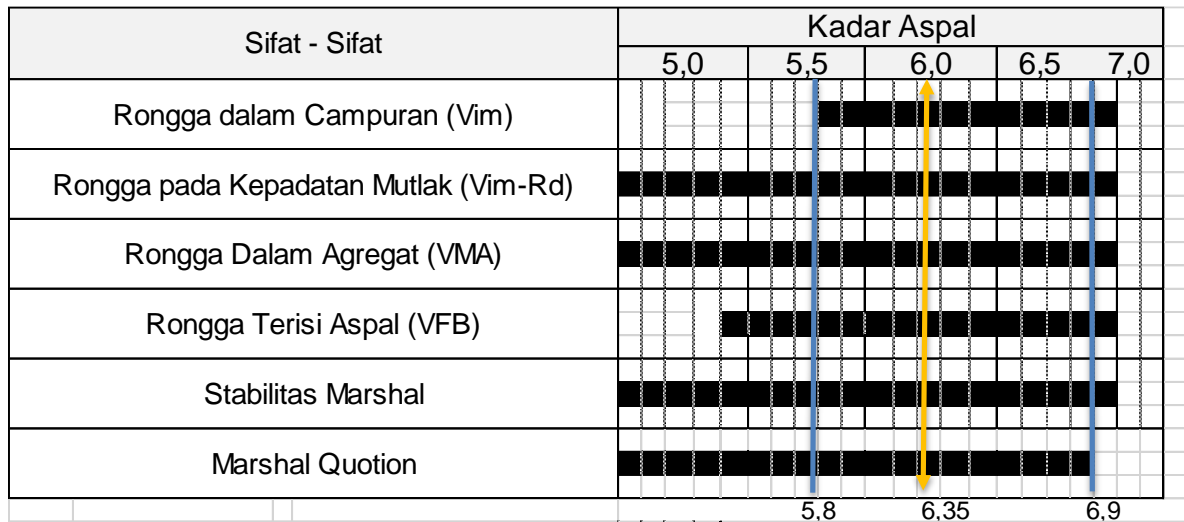 Sifat - Sifat
Kadar Aspal
5,0 5,5 6,0 6,5 7,0
Rongga dalam Campuran (Vim)
Rongga pada Kepadatan Mutlak (Vim-Rd)
Rongga Dalam Agregat (VMA)
Rongga Terisi Aspal (VFB)
Stabilitas Marshal
Marshal Quotion
5,8 6,35 6,9